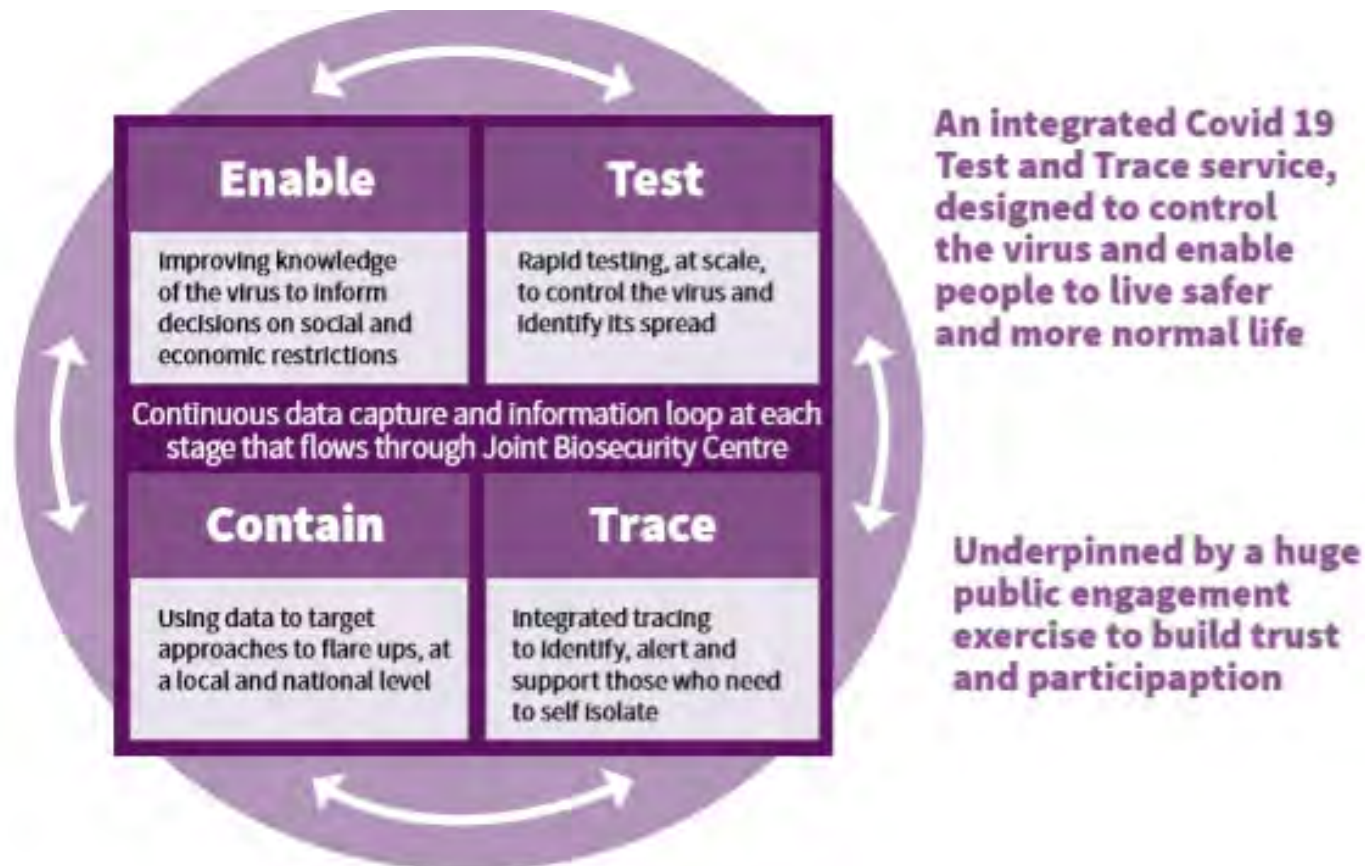 Enable
Improving knowledge
of the virus to inform
decisions on social and
economic restrictions
Test
Rapid testing, at scale,
to control the virus and
identify its spread
Continuous data capture and information loop at each
stage that flows through Joint Biosecurity Centre
Contain
Using data to target
approaches to flare ups, at
a local and national level
Trace
Integrated tracing
to identify, alert and
support those who need
to self isolate
An integrated Covid 19
Test and Trace service,
designed to control
the virus and enable
people to live safer
and more normal life
Underpinned by a huge
public engagement
exercise to build trust
and participaption